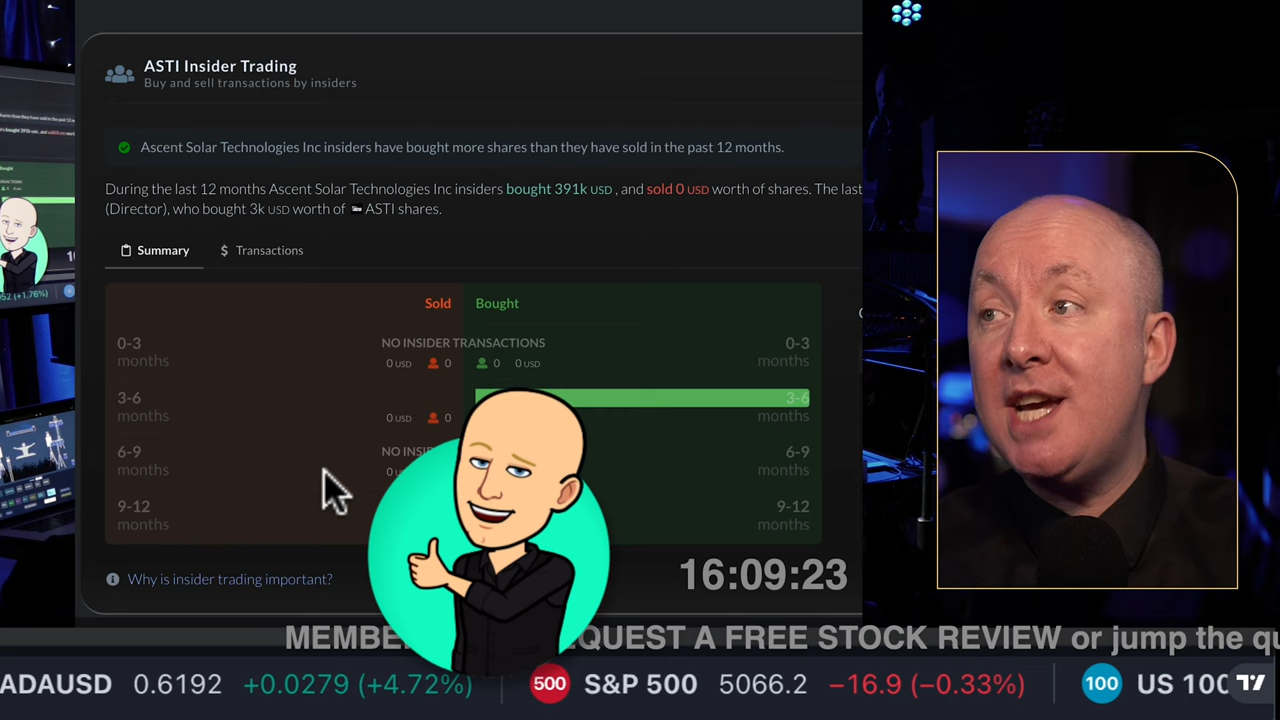 ASTI Insider Trading
Buy and sell transactions by insiders
Ascent Solar Technologies Inc insiders have bought more shares than they have sold in the past 12 months.
During the last 12 months Ascent Solar Technologies Inc insiders bought 391k USD , and sold 0 USD worth of shares. The last
(Director), who bought 3k USD worth of ASTI shares.
Summary
$ Transactions
Sold Bought
0-3 months
NO INSIDER TRANSACTIONS
0 USD 0 0 0 USD
0-3 months
3-6 months
0 USD 0
3-6 months
6-9 months
NO INSI
6-9 months
9-12 months
9-12 months
Why is insider trading important?
16:09:23
MEMBE QUEST A FREE STOCK REVIEW or jump the qu
ADAUSD 0.6192 +0.0279 (+4.72%) 500 S&P 500 5066.2 −16.9 (−0.33%) 100 US 100